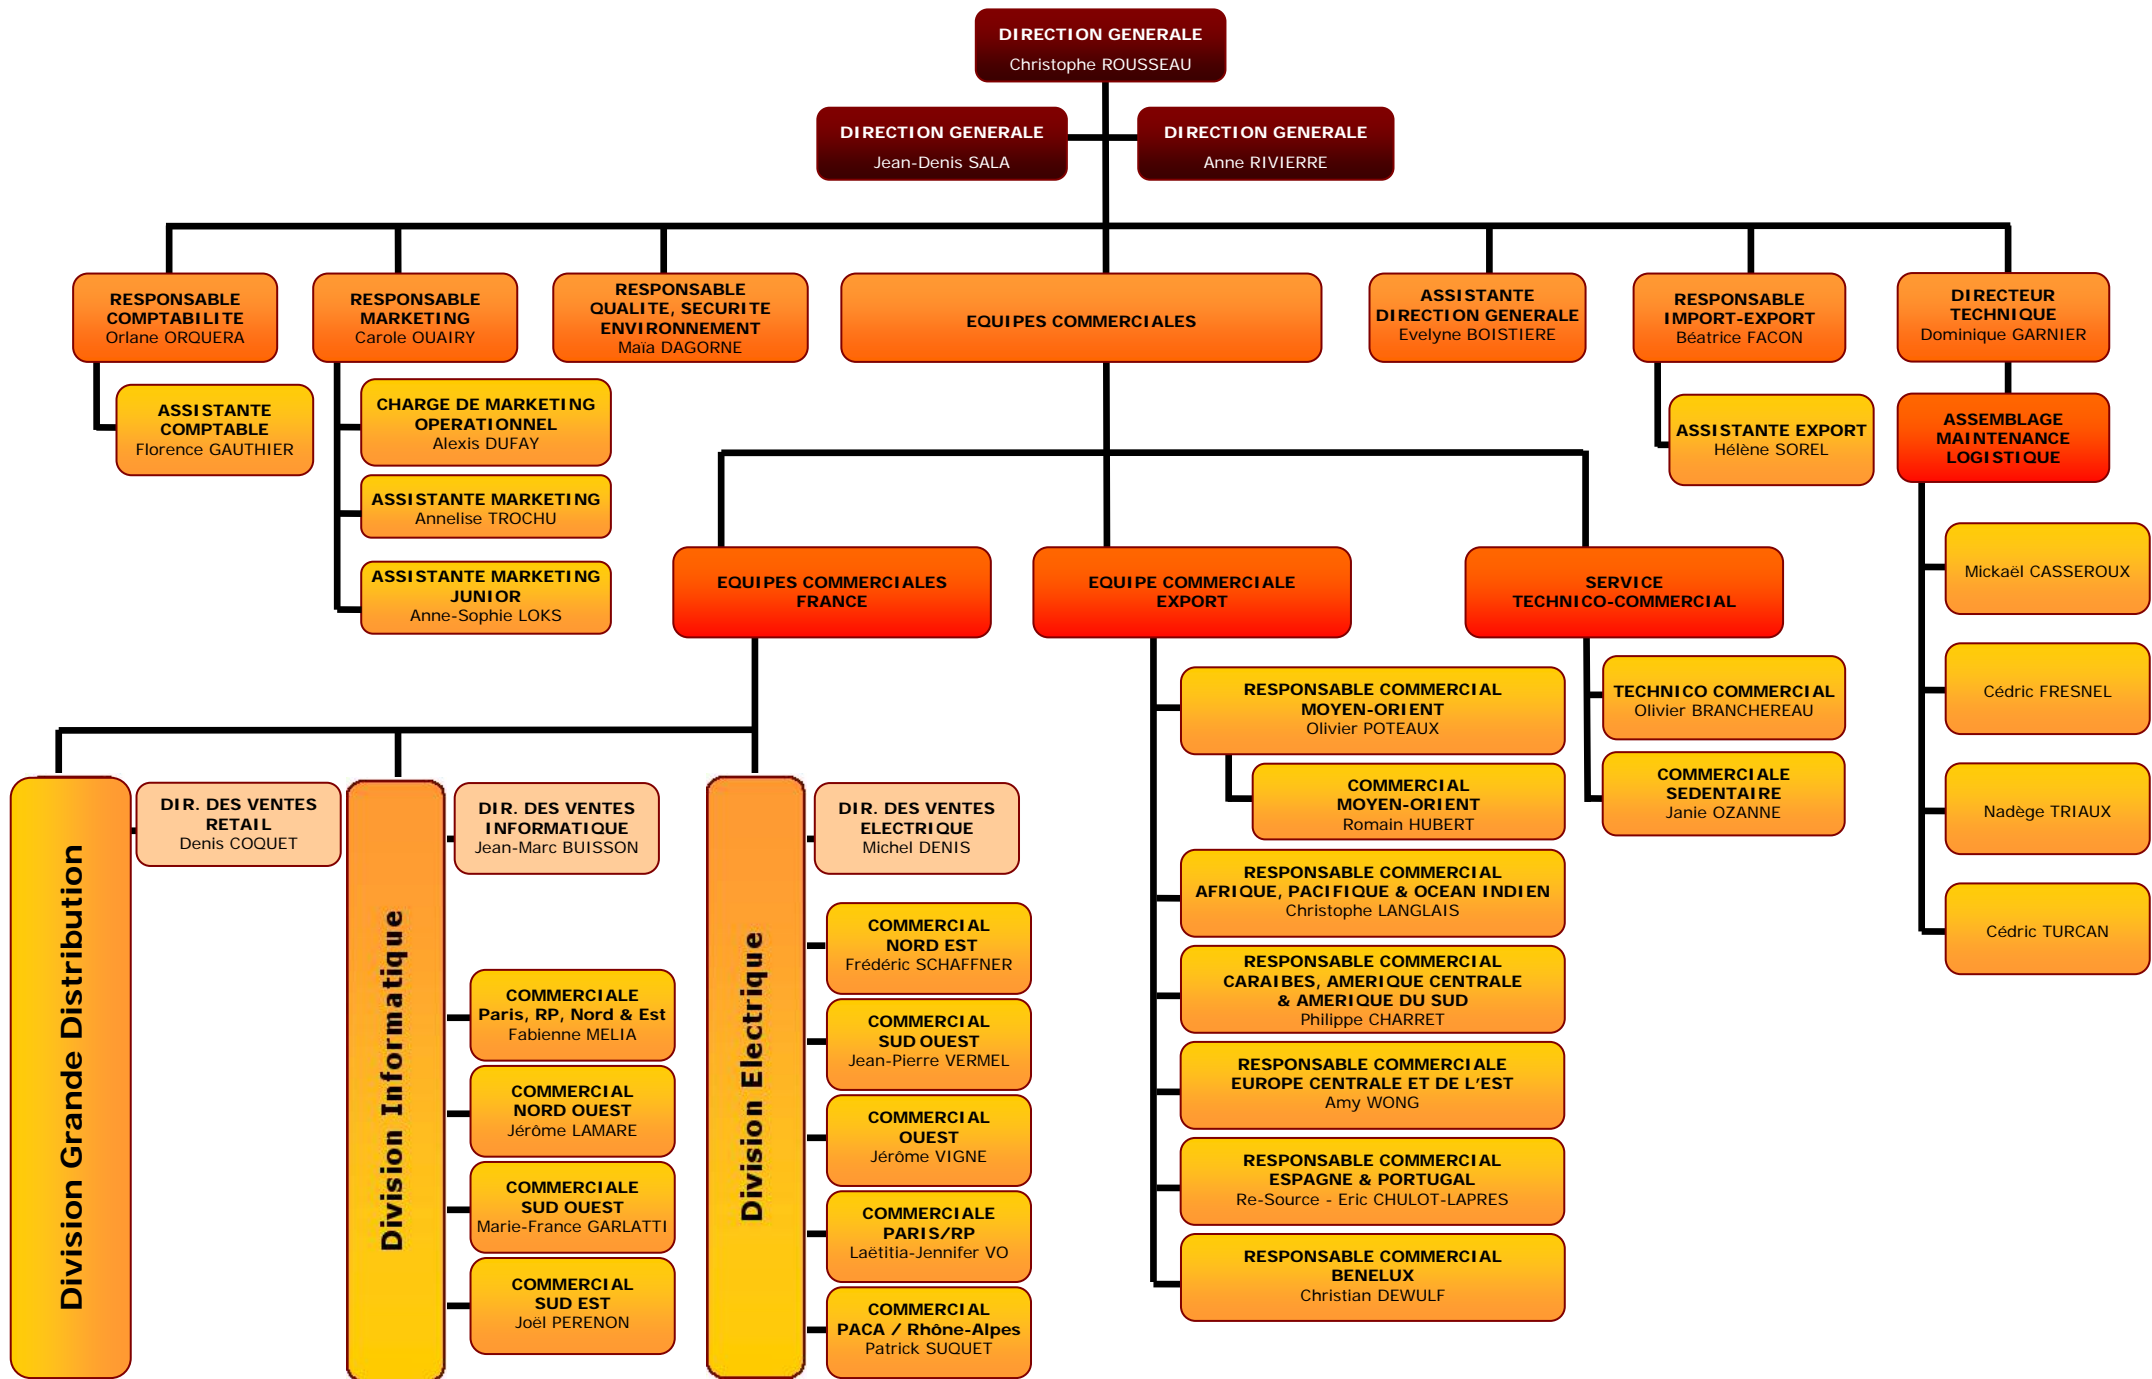 DIRECTION GENERALE
Christophe ROUSSEAU
DIRECTION GENERALE
Jean-Denis SALA
DIRECTION GENERALE
Anne RIVIERRE
RESPONSABLE
COMPTABILITE
Orlane ORQUERA
RESPONSABLE
MARKETING
Carole OUAIRY
RESPONSABLE
QUALITE, SECURITE
ENVIRONNEMENT
Maïa DAGORNE
EQUIPES COMMERCIALES
ASSISTANTE
DIRECTION GENERALE
Evelyne BOISTIERE
RESPONSABLE
IMPORT-EXPORT
Béatrice FACON
DIRECTEUR
TECHNIQUE
Dominique GARNIER
ASSISTANTE
COMPTABLE
Florence GAUTHIER
CHARGE DE MARKETING
OPERATIONNEL
Alexis DUFAY
ASSISTANTE MARKETING
Annelise TROCHU
ASSISTANTE MARKETING
JUNIOR
Anne-Sophie LOKS
ASSISTANTE EXPORT
Hélène SOREL
ASSEMBLAGE
MAINTENANCE
LOGISTIQUE
Mickaël CASSEROUX
Cédric FRESNEL
Nadège TRIAUX
Cédric TURCAN
EQUIPES COMMERCIALES
FRANCE
EQUIPE COMMERCIALE
EXPORT
SERVICE
TECHNICO-COMMERCIAL
Division Grande Distribution
DIR. DES VENTES
RETAIL
Denis COQUET
Division Informatique
DIR. DES VENTES
INFORMATIQUE
Jean-Marc BUISSON
COMMERCIALE
Paris, RP, Nord & Est
Fabienne MELIA
COMMERCIAL
NORD OUEST
Jérôme LAMARE
COMMERCIALE
SUD OUEST
Marie-France GARLATTI
COMMERCIAL
SUD EST
Joël PERENON
Division Electrique
DIR. DES VENTES
ELECTRIQUE
Michel DENIS
COMMERCIAL
NORD EST
Frédéric SCHAFFNER
COMMERCIAL
SUD OUEST
Jean-Pierre VERMEL
COMMERCIAL
OUEST
Jérôme VIGNE
COMMERCIALE
PARIS/RP
Laëtitia-Jennifer VO
COMMERCIAL
PACA / Rhône-Alpes
Patrick SUQUET
RESPONSABLE COMMERCIAL
MOYEN-ORIENT
Olivier POTEAUX
COMMERCIAL
MOYEN-ORIENT
Romain HUBERT
RESPONSABLE COMMERCIAL
AFRIQUE, PACIFIQUE & OCEAN INDIEN
Christophe LANGLAIS
RESPONSABLE COMMERCIAL
CARAIBES, AMERIQUE CENTRALE
& AMERIQUE DU SUD
Philippe CHARRET
RESPONSABLE COMMERCIALE
EUROPE CENTRALE ET DE L'EST
Amy WONG
RESPONSABLE COMMERCIAL
ESPAGNE & PORTUGAL
Re-Source - Eric CHULOT-LAPRES
RESPONSABLE COMMERCIAL
BENELUX
Christian DEWULF
TECHNICO COMMERCIAL
Olivier BRANCHEREAU
COMMERCIALE
SEDENTAIRE
Janie OZANNE